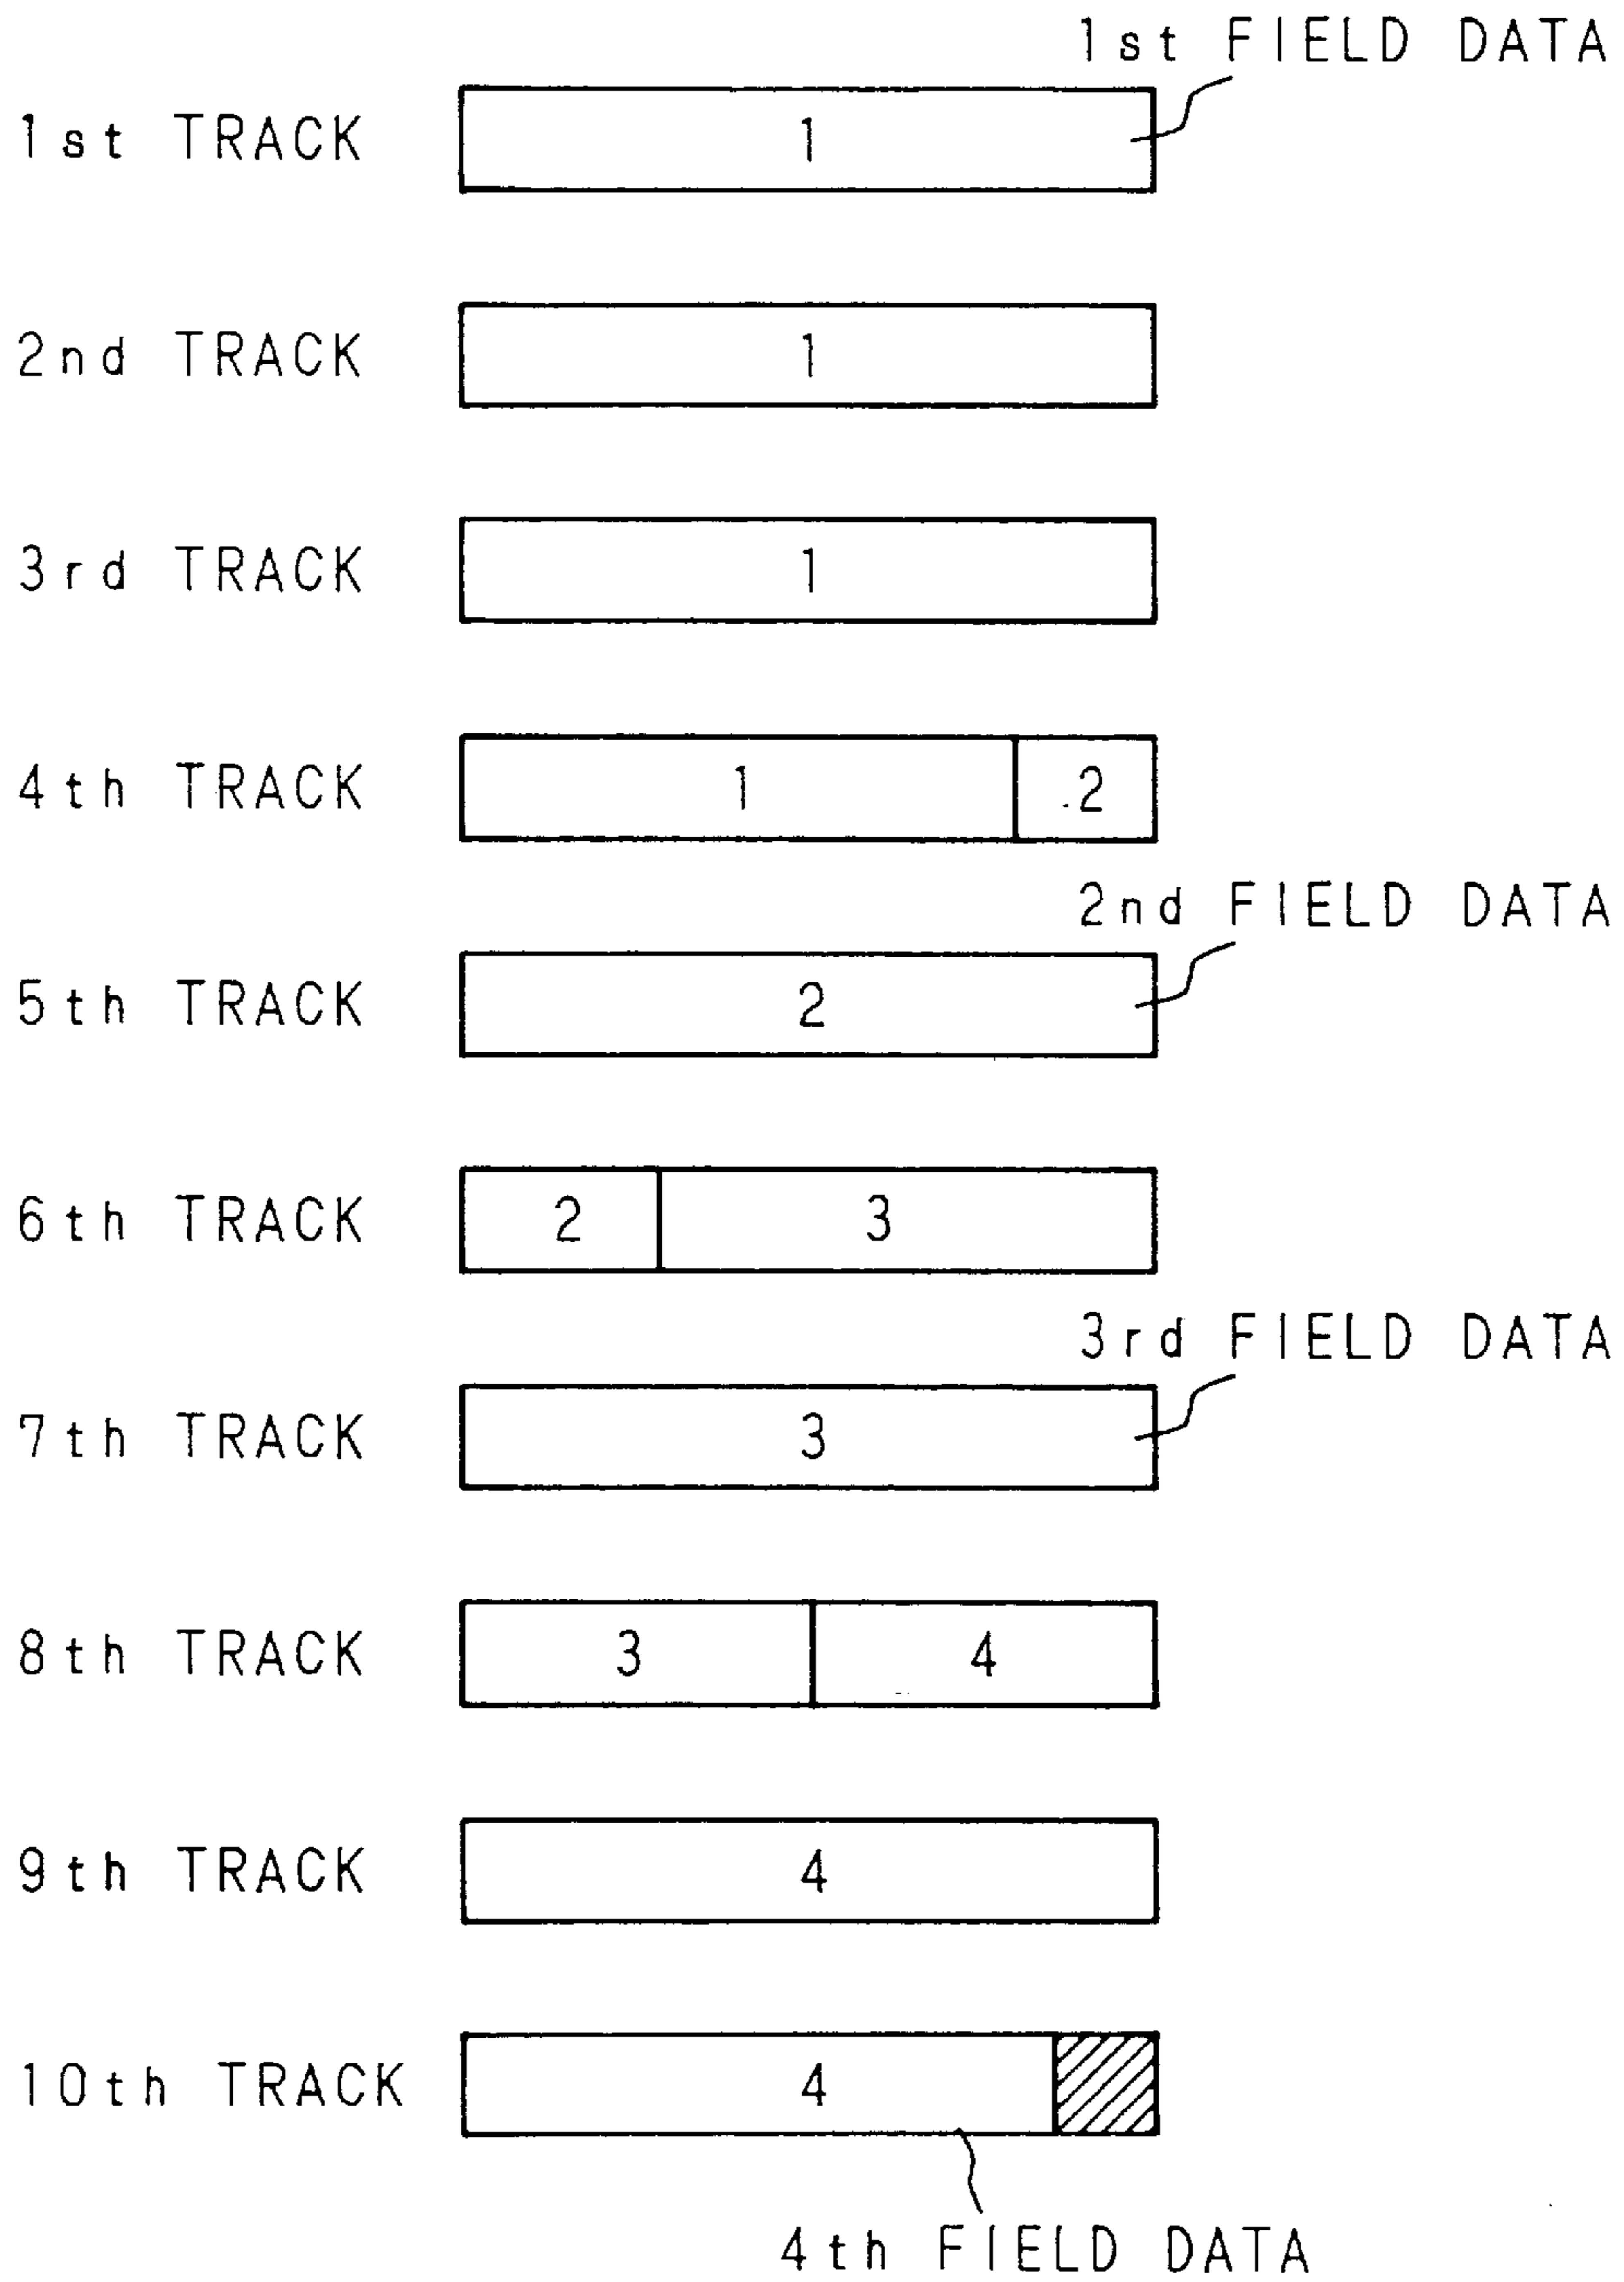 1st FIELD DATA
1st TRACK 1
2nd TRACK 1
3rd TRACK 1
4th TRACK 1 2
2nd FIELD DATA
5th TRACK 2
6th TRACK 2 3
3rd FIELD DATA
7th TRACK 3
8th TRACK 3 4
9th TRACK 4
10th TRACK 4
4th FIELD DATA